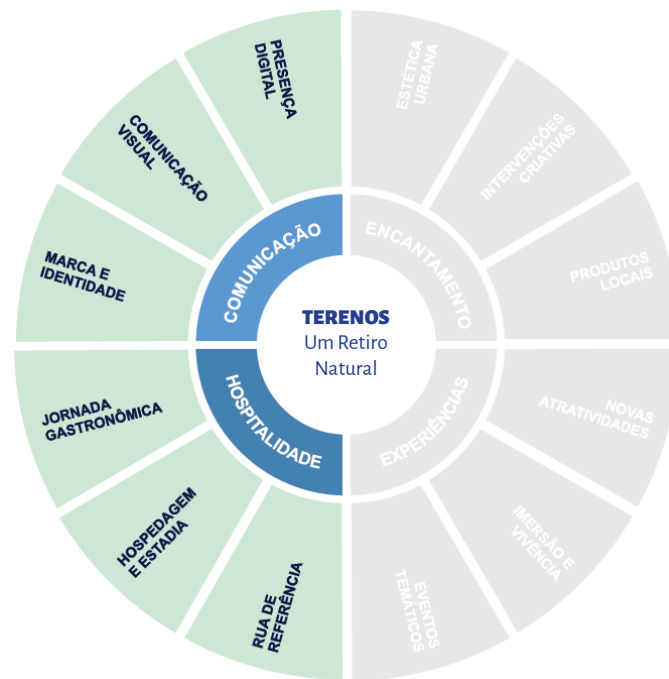 PRESENÇA
DIGITAL
ESTÉTICA
URBANA
COMUNICAÇÃO
VISUAL
INTERVENÇÕES
CRIATIVAS
MARCA E
IDENTIDADE
PRODUTOS
LOCAIS
COMUNICAÇÃO
ENCANTAMENTO
TERENOS
Um Retiro
Natural
HOSPITALIDADE
EXPERIÊNCIAS
JORNADA
GASTRONÔMICA
NOVAS
ATRATIVIDADES
HOSPEDAGEM
E ESTADIA
IMERSÃO E
VIVÊNCIA
RUA DE
REFERÊNCIA
EVENTOS
TEMÁTICOS